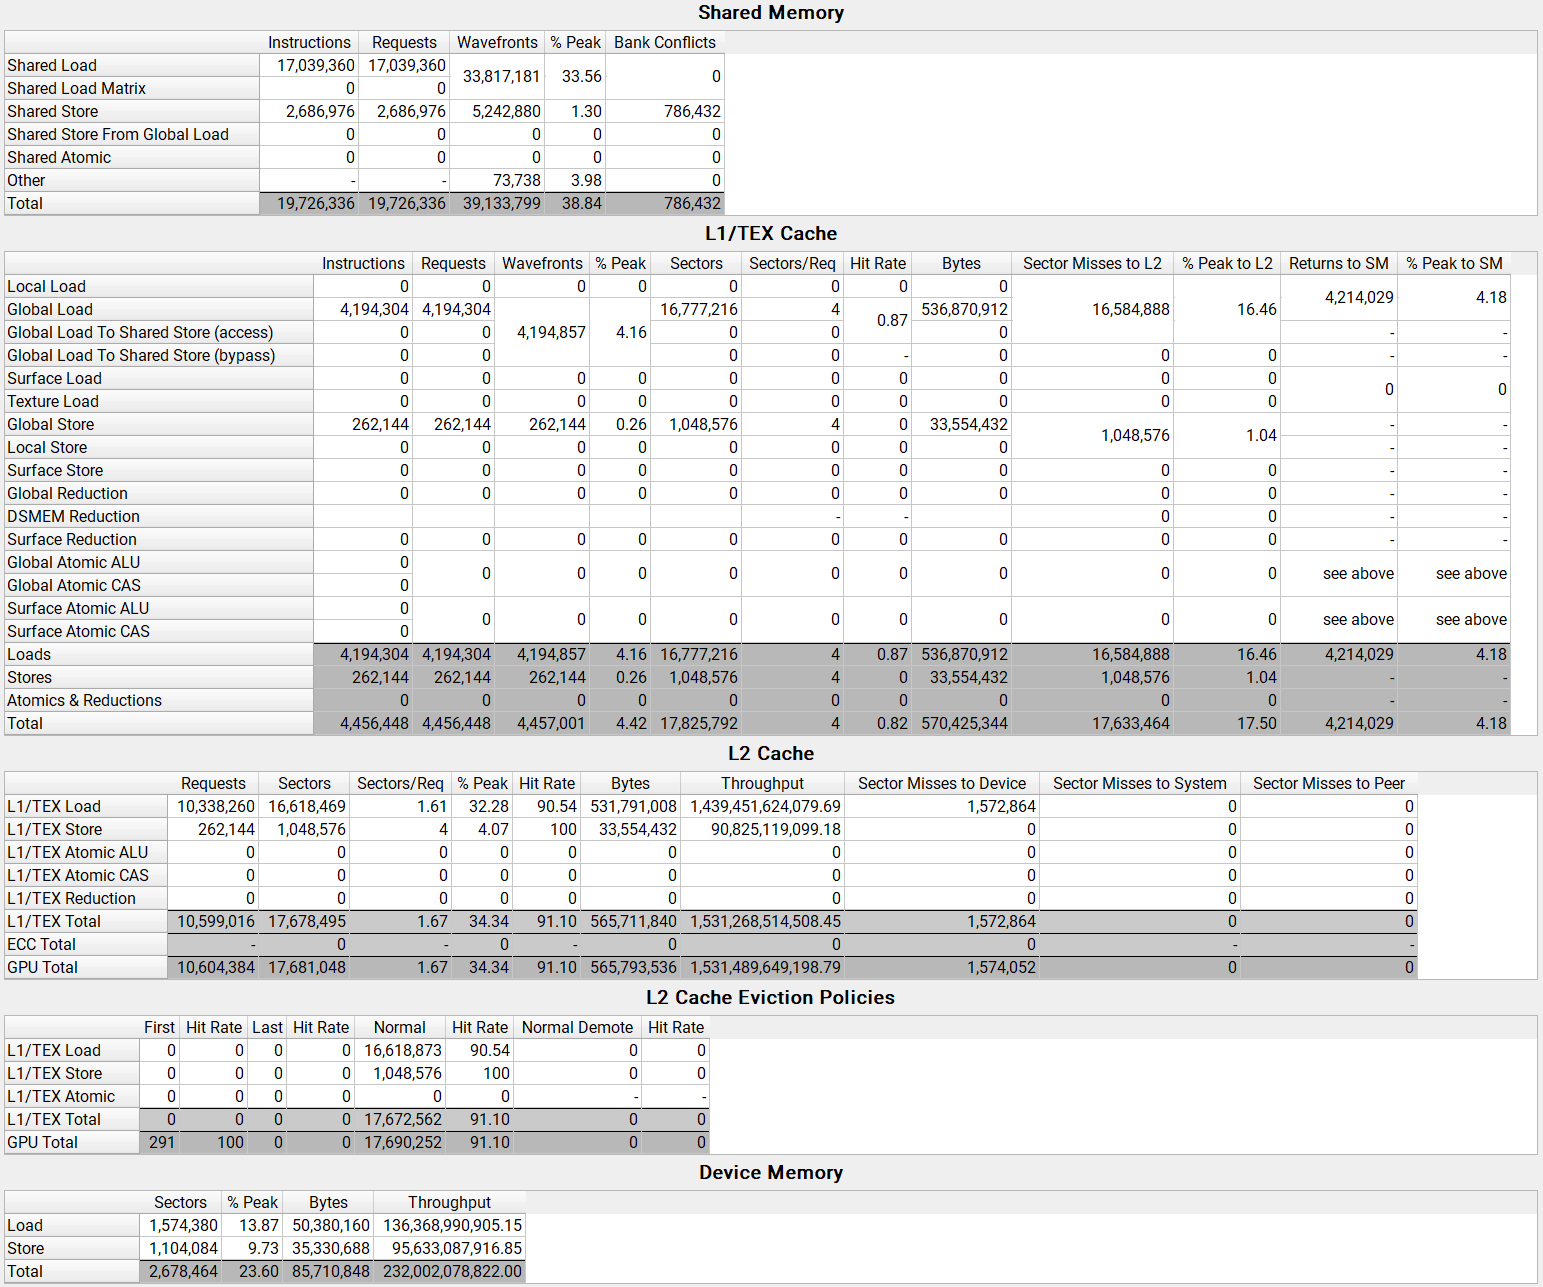 Shared Memory
Instructions Requests Wavefronts % Peak Bank Conflicts
Shared Load 17,039,360 17,039,360 33,817,181 33.56 0
Shared Load Matrix 0 0
Shared Store 2,686,976 2,686,976 5,242,880 1.30 786,432
Shared Store From Global Load 0 0 0 0 0
Shared Atomic 0 0 0 0 0
Other - - 73,738 3.98 0
Total 19,726,336 19,726,336 39,133,799 38.84 786,432
L1/TEX Cache
Instructions Requests Wavefronts % Peak Sectors Sectors/Req Hit Rate Bytes Sector Misses to L2 % Peak to L2 Returns to SM % Peak to SM
Local Load 0 0 0 0 0 0 0 0 16,584,888 16.46 4,214,029 4.18
Global Load 4,194,304 4,194,304 4,194,857 4.16 16,777,216 4 0.87 536,870,912
Global Load To Shared Store (access) 0 0 0 0 0 - -
Global Load To Shared Store (bypass) 0 0 0 0 - 0 0 0 - -
Surface Load 0 0 0 0 0 0 0 0 0 0 0 0
Texture Load 0 0 0 0 0 0 0 0 0 0
Global Store 262,144 262,144 262,144 0.26 1,048,576 4 0 33,554,432 1,048,576 1.04 - -
Local Store 0 0 0 0 0 0 0 0 - -
Surface Store 0 0 0 0 0 0 0 0 0 0 - -
Global Reduction 0 0 0 0 0 0 0 0 0 0 - -
DSMEM Reduction - - 0 0 - -
Surface Reduction 0 0 0 0 0 0 0 0 0 0 - -
Global Atomic ALU 0 0 0 0 0 0 0 0 0 0 see above see above
Global Atomic CAS 0
Surface Atomic ALU 0 0 0 0 0 0 0 0 0 0 see above see above
Surface Atomic CAS 0
Loads 4,194,304 4,194,304 4,194,857 4.16 16,777,216 4 0.87 536,870,912 16,584,888 16.46 4,214,029 4.18
Stores 262,144 262,144 262,144 0.26 1,048,576 4 0 33,554,432 1,048,576 1.04 - -
Atomics & Reductions 0 0 0 0 0 0 0 0 0 0 - -
Total 4,456,448 4,456,448 4,457,001 4.42 17,825,792 4 0.82 570,425,344 17,633,464 17.50 4,214,029 4.18
L2 Cache
Requests Sectors Sectors/Req % Peak Hit Rate Bytes Throughput Sector Misses to Device Sector Misses to System Sector Misses to Peer
L1/TEX Load 10,338,260 16,618,469 1.61 32.28 90.54 531,791,008 1,439,451,624,079.69 1,572,864 0 0
L1/TEX Store 262,144 1,048,576 4 4.07 100 33,554,432 90,825,119,099.18 0 0 0
L1/TEX Atomic ALU 0 0 0 0 0 0 0 0 0 0
L1/TEX Atomic CAS 0 0 0 0 0 0 0 0 0 0
L1/TEX Reduction 0 0 0 0 0 0 0 0 0 0
L1/TEX Total 10,599,016 17,678,495 1.67 34.34 91.10 565,711,840 1,531,268,514,508.45 1,572,864 0 0
ECC Total - 0 - 0 - 0 0 0 - -
GPU Total 10,604,384 17,681,048 1.67 34.34 91.10 565,793,536 1,531,489,649,198.79 1,574,052 0 0
L2 Cache Eviction Policies
First Hit Rate Last Hit Rate Normal Hit Rate Normal Demote Hit Rate
L1/TEX Load 0 0 0 0 16,618,873 90.54 0 0
L1/TEX Store 0 0 0 0 1,048,576 100 0 0
L1/TEX Atomic 0 0 0 0 0 0 - -
L1/TEX Total 0 0 0 0 17,672,562 91.10 0 0
GPU Total 291 100 0 0 17,690,252 91.10 0 0
Device Memory
Sectors % Peak Bytes Throughput
Load 1,574,380 13.87 50,380,160 136,368,990,905.15
Store 1,104,084 9.73 35,330,688 95,633,087,916.85
Total 2,678,464 23.60 85,710,848 232,002,078,822.00